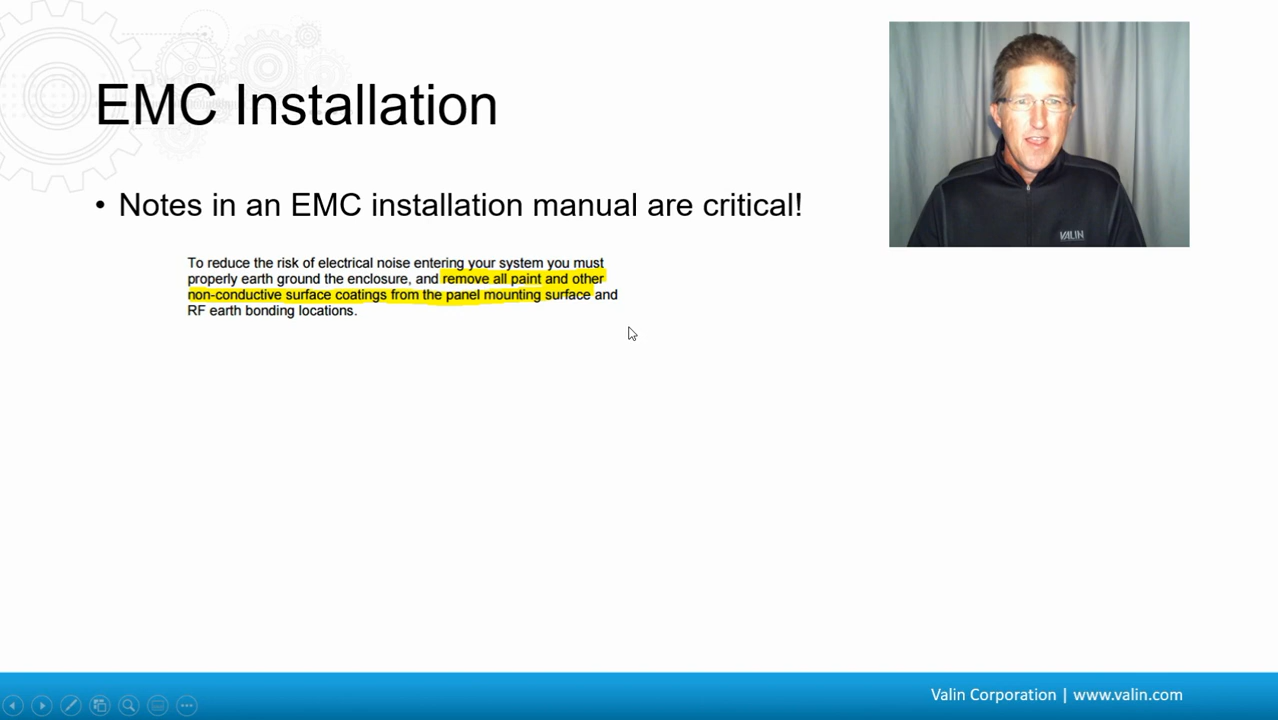 EMC Installation
• Notes in an EMC installation manual are critical!
To reduce the risk of electrical noise entering your system you must
properly earth ground the enclosure, and remove all paint and other
non-conductive surface coatings from the panel mounting surface and
RF earth bonding locations.
VALIN
Valin Corporation | www.valin.com